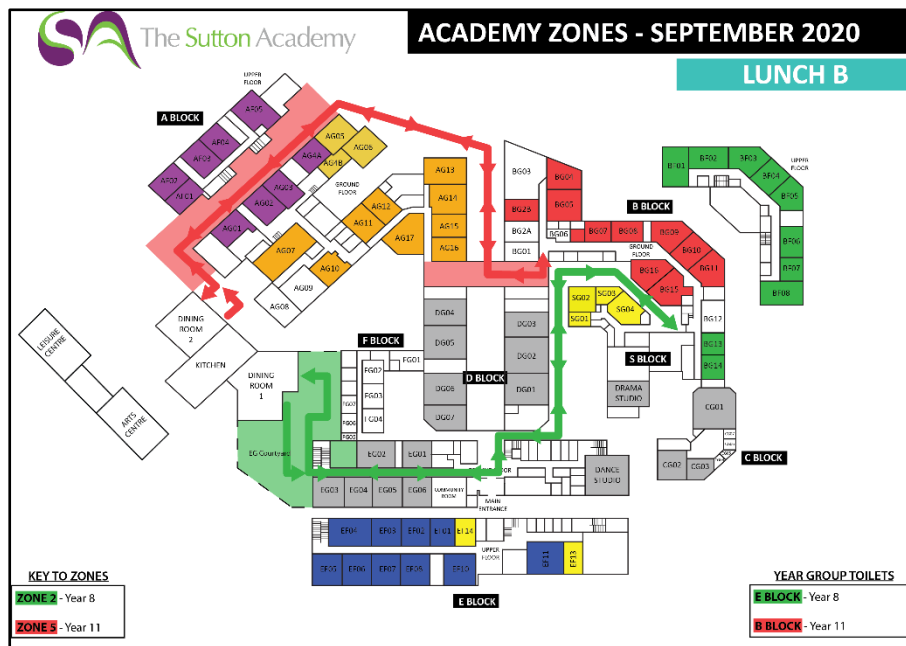 The Sutton Academy
ACADEMY ZONES - SEPTEMBER 2020
LUNCH B
A BLOCK
UPPER
FLOOR
AF05
AF04
AF03
AF02
AF01
AG05
AG06
AG4A
AG4B
AG03
AG02
AG01
GROUND
FLOOR
AG12
AG11
AG07
AG10
AG09
AG08
AG17
AG13
AG14
AG15
AG16
BG03
BG04
BG2B
BG05
BG2A
BG06
BG01
B BLOCK
BG07
BG08
BG09
BG10
BG11
GROUND
FLOOR
BG16
BG15
BG12
BG13
BG14
BF01
BF02
BF03
BF04
BF05
BF06
BF07
BF08
UPPER
FLOOR
SG02
SG03
SG01
SG04
S BLOCK
DRAMA
STUDIO
DINING
ROOM
2
KITCHEN
DINING
ROOM
1
LEISURE CENTRE
ARTS
CENTRE
F BLOCK
FG01
FG02
FG03
FG04
DG04
DG05
DG06
DG07
DG03
DG02
DG01
D BLOCK
CG01
CG02
CG03
C BLOCK
EG Courtyard
EG02
EG01
EG03
EG04
EG05
EG06
COMMUNITY
ROOM
MAIN
ENTRANCE
DANCE
STUDIO
EF04
EF03
EF02
EF01
EF14
EF06
EF07
EF10
UPPER
FLOOR
EF11
EF13
E BLOCK
KEY TO ZONES
ZONE 2 - Year 8
ZONE 5 - Year 11
YEAR GROUP TOILETS
E BLOCK - Year 8
B BLOCK - Year 11